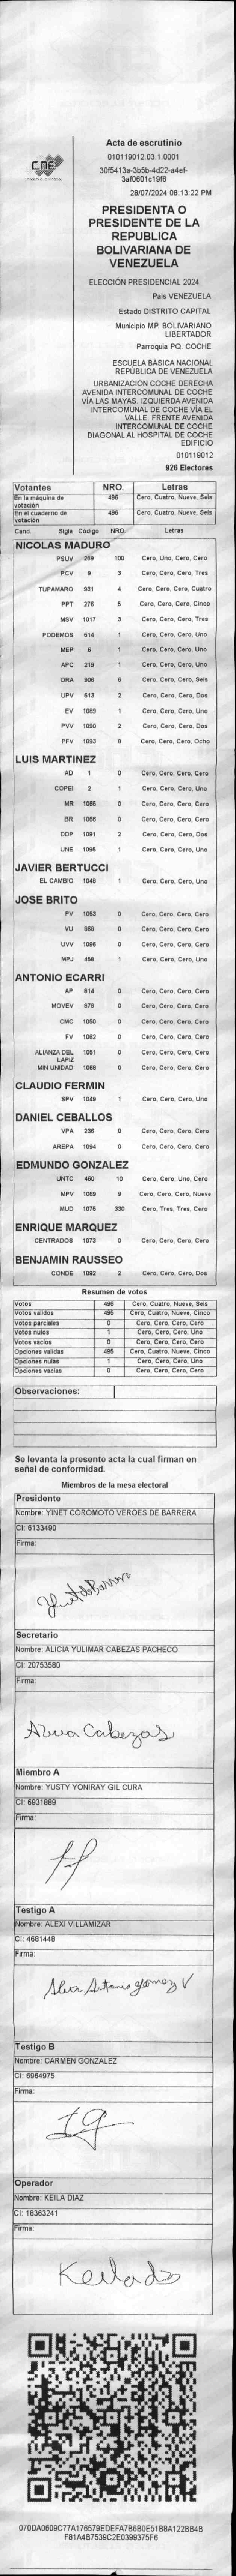 CNE
Acta de escrutinio
010119012.03.1.0001
30f5413a-3b5b-4d22-a4ef-
3af0601c19f6
28/07/2024 08:13:22 PM
PRESIDENTA O
PRESIDENTE DE LA
REPUBLICA
BOLIVARIANA DE
VENEZUELA
ELECCIÓN PRESIDENCIAL 2024
Pais VENEZUELA
Estado DISTRITO CAPITAL
Municipio MP. BOLIVARIANO
LIBERTADOR
Parroquia PQ. COCHE
ESCUELA BÁSICA NACIONAL
REPÚBLICA DE VENEZUELA
URBANIZACION COCHE DERECHA
AVENIDA INTERCOMUNAL DE COCHE
VÍA LAS MAYAS. IZQUIERDA AVENIDA
INTERCOMUNAL DE COCHE VÍA EL
VALLE. FRENTE AVENIDA
INTERCOMUNAL DE COCHE
DIAGONAL AL HOSPITAL DE COCHE
EDIFICIO
010119012
926 Electores
Votantes NRO. Letras
En la máquina de votación 496 Cero, Cuatro, Nueve, Seis
En el cuaderno de votación 496 Cero, Cuatro, Nueve, Seis
Cand. Sigla Código NRO. Letras
NICOLAS MADURO
PSUV 269 100 Cero, Uno, Cero, Cero
PCV 9 3 Cero, Cero, Cero, Tres
TUPAMARO 931 4 Cero, Cero, Cero, Cuatro
PPT 276 5 Cero, Cero, Cero, Cinco
MSV 1017 3 Cero, Cero, Cero, Tres
PODEMOS 614 1 Cero, Cero, Cero, Uno
MEP 6 1 Cero, Cero, Cero, Uno
APC 219 1 Cero, Cero, Cero, Uno
ORA 906 6 Cero, Cero, Cero, Seis
UPV 513 2 Cero, Cero, Cero, Dos
EV 1089 1 Cero, Cero, Cero, Uno
PVV 1090 2 Cero, Cero, Cero, Dos
PFV 1093 8 Cero, Cero, Cero, Ocho
LUIS MARTINEZ
AD 1 0 Cero, Cero, Cero, Cero
COPEI 2 1 Cero, Cero, Cero, Uno
MR 1065 0 Cero, Cero, Cero, Cero
BR 1066 0 Cero, Cero, Cero, Cero
DDP 1091 2 Cero, Cero, Cero, Dos
UNE 1095 1 Cero, Cero, Cero, Uno
JAVIER BERTUCCI
EL CAMBIO 1048 1 Cero, Cero, Cero, Uno
JOSE BRITO
PV 1053 0 Cero, Cero, Cero, Cero
VU 0 Cero, Cero, Cero, Cero
UVV 1096 0 Cero, Cero, Cero, Cero
MPJ 458 1 Cero, Cero, Cero, Uno
ANTONIO ECARRI
AP 814 0 Cero, Cero, Cero, Cero
MOVEV 0 Cero, Cero, Cero, Cero
CMC 1050 0 Cero, Cero, Cero, Cero
FV 1062 0 Cero, Cero, Cero, Cero
ALIANZA DEL LAPIZ 1051 0 Cero, Cero, Cero, Cero
MIN UNIDAD 1068 0 Cero, Cero, Cero, Cero
CLAUDIO FERMIN
SPV 1049 1 Cero, Cero, Cero, Uno
DANIEL CEBALLOS
VPA 236 0 Cero, Cero, Cero, Cero
AREPA 1094 0 Cero, Cero, Cero, Cero
EDMUNDO GONZALEZ
UNTC 460 10 Cero, Cero, Uno, Cero
MPV 1069 9 Cero, Cero, Cero, Nueve
MUD 1075 330 Cero, Tres, Tres, Cero
ENRIQUE MARQUEZ
CENTRADOS 1073 0 Cero, Cero, Cero, Cero
BENJAMIN RAUSSEO
CONDE 1092 2 Cero, Cero, Cero, Dos
Resumen de votos
Votos 496 Cero, Cuatro, Nueve, Seis
Votos validos 495 Cero, Cuatro, Nueve, Cinco
Votos parciales 0 Cero, Cero, Cero, Cero
Votos nulos 1 Cero, Cero, Cero, Uno
Votos vacios 0 Cero, Cero, Cero, Cero
Opciones validas 495 Cero, Cuatro, Nueve, Cinco
Opciones nulas 1 Cero, Cero, Cero, Uno
Opciones vacias 0 Cero, Cero, Cero, Cero
Observaciones:
Se levanta la presente acta la cual firman en
señal de conformidad.
Miembros de la mesa electoral
Presidente
Nombre: YINET COROMOTO VEROES DE BARRERA
CI: 6133490
Firma:
Secretario
Nombre: ALICIA YULIMAR CABEZAS PACHECO
CI: 20753580
Firma:
Cabezas
Miembro A
Nombre: YUSTY YONIRAY GIL CURA
CI: 6931889
Firma:
Testigo A
Nombre: ALEXI VILLAMIZAR
CI: 4681448
Firma:
Antonio V
Testigo B
Nombre: CARMEN GONZALEZ
CI: 6964975
Firma:
Operador
Nombre: KEILA DIAZ
CI: 18363241
Firma:
070DA0609C77A176579EDEFA7B6B0E51B8A122BB4B
F81A4B7539C2E0399375F6